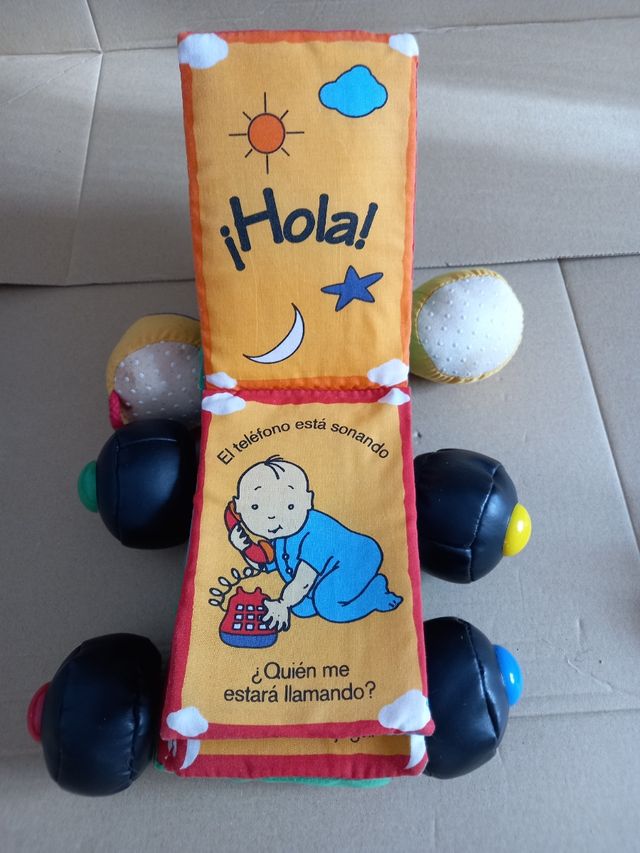 ¡Hola!
El teléfono está sonando
¿Quién me
estará llamando?